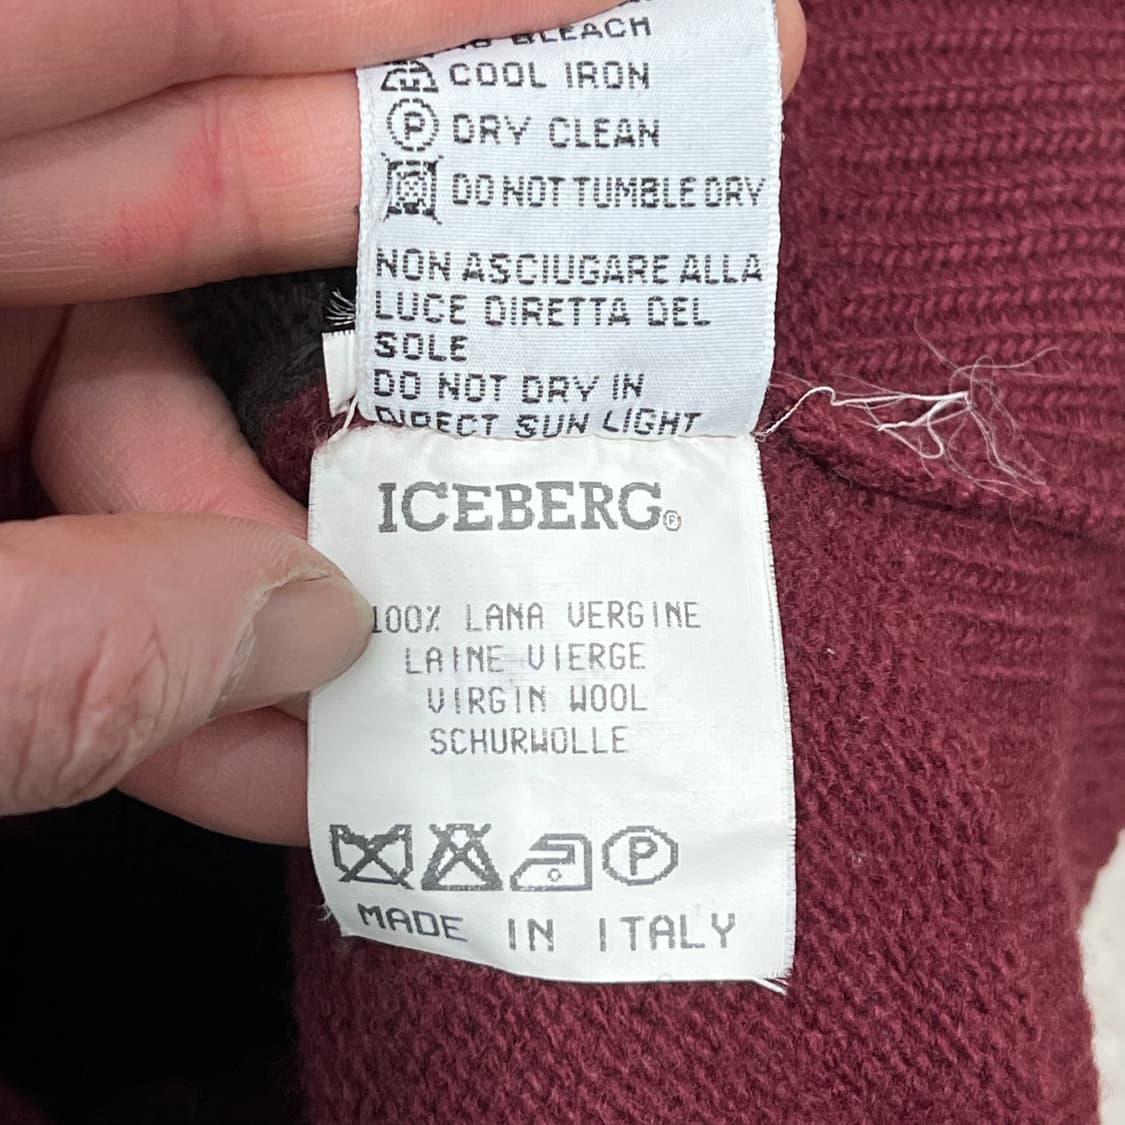 BLEACH
COOL IRON
P DRY CLEAN
DO NOT TUMBLE DRY
NON ASCIUGARE ALLA
LUCE DIRETTA DEL
SOLE
DO NOT DRY IN
DIRECT SUN LIGHT
ICEBERG®
100% LANA VERGINE
LAINE VIERGE
VIRGIN WOOL
SCHURWOLLE
P
MADE IN ITALY